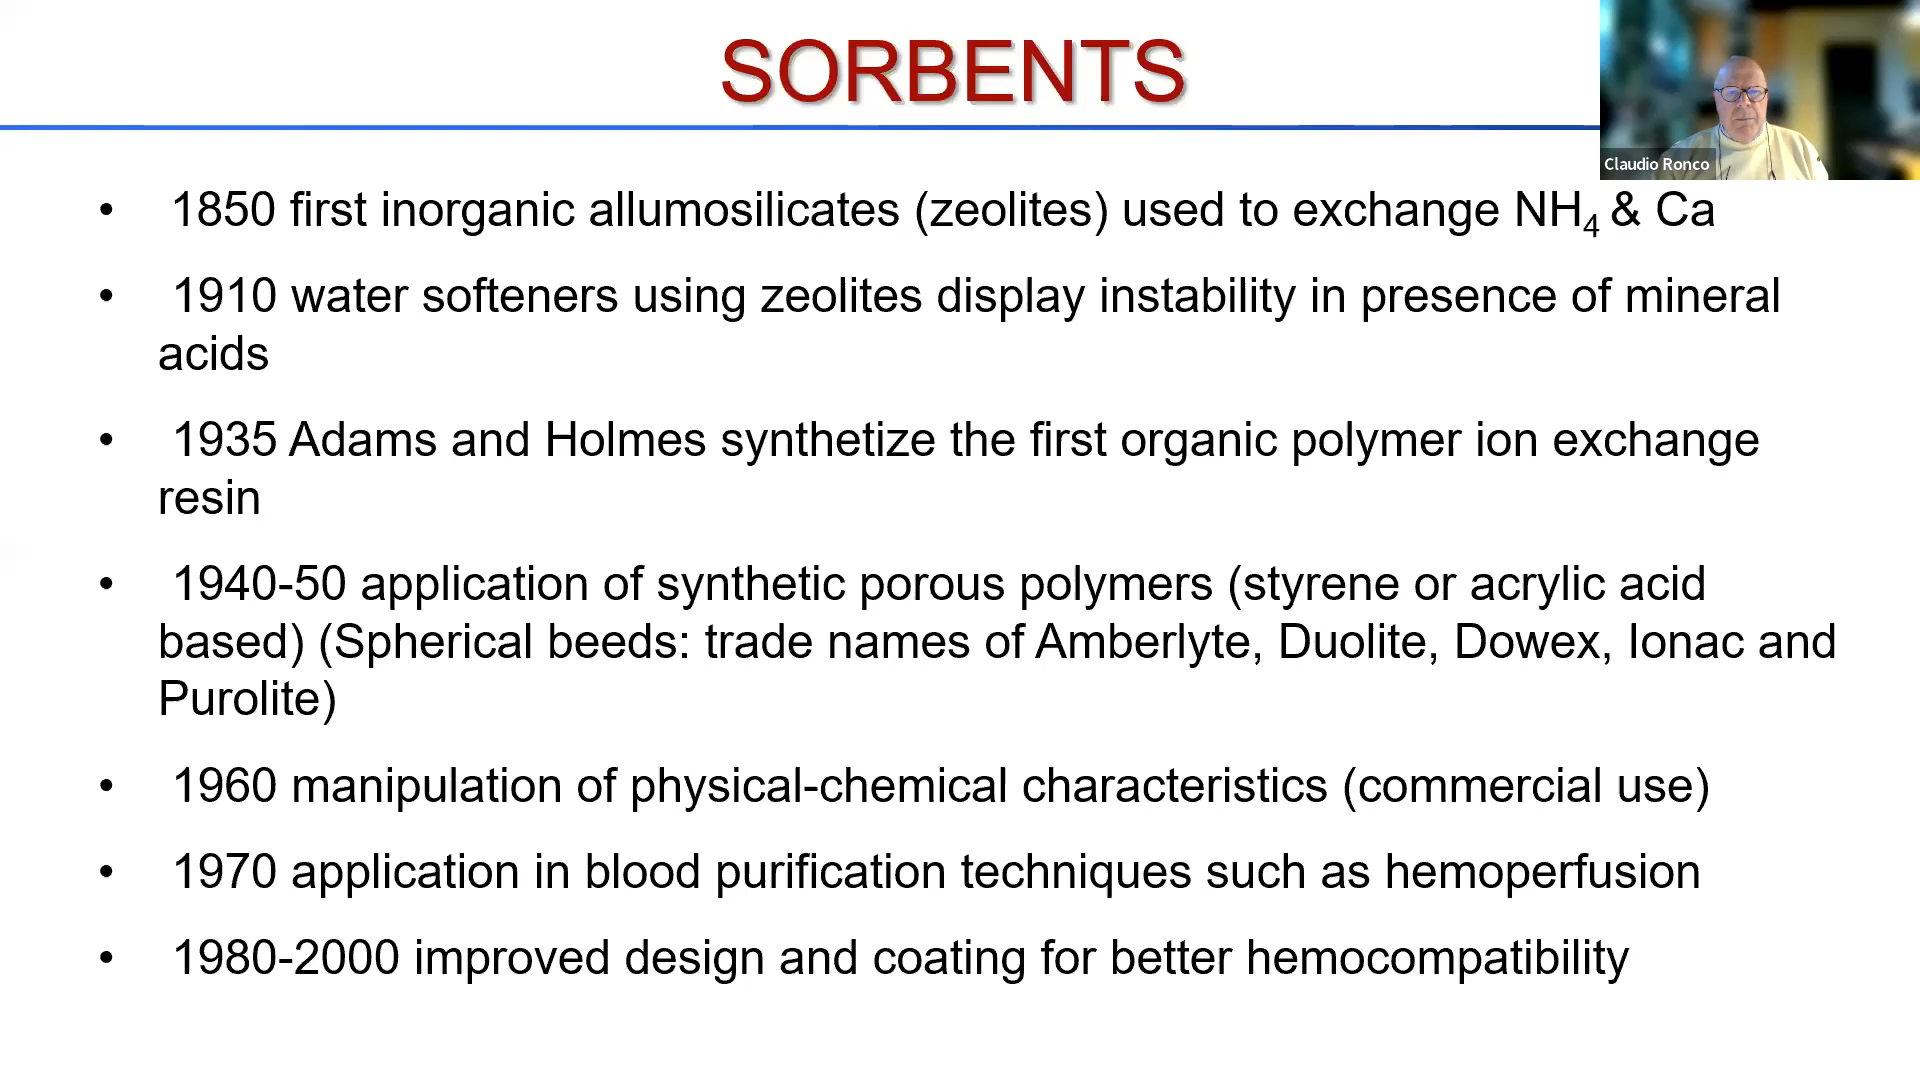 SORBENTS
Claudio Ronco
• 1850 first inorganic allumosilicates (zeolites) used to exchange NH₄ & Ca
• 1910 water softeners using zeolites display instability in presence of mineral
acids
• 1935 Adams and Holmes synthetize the first organic polymer ion exchange
resin
• 1940-50 application of synthetic porous polymers (styrene or acrylic acid
based) (Spherical beeds: trade names of Amberlyte, Duolite, Dowex, Ionac and
Purolite)
• 1960 manipulation of physical-chemical characteristics (commercial use)
• 1970 application in blood purification techniques such as hemoperfusion
• 1980-2000 improved design and coating for better hemocompatibility